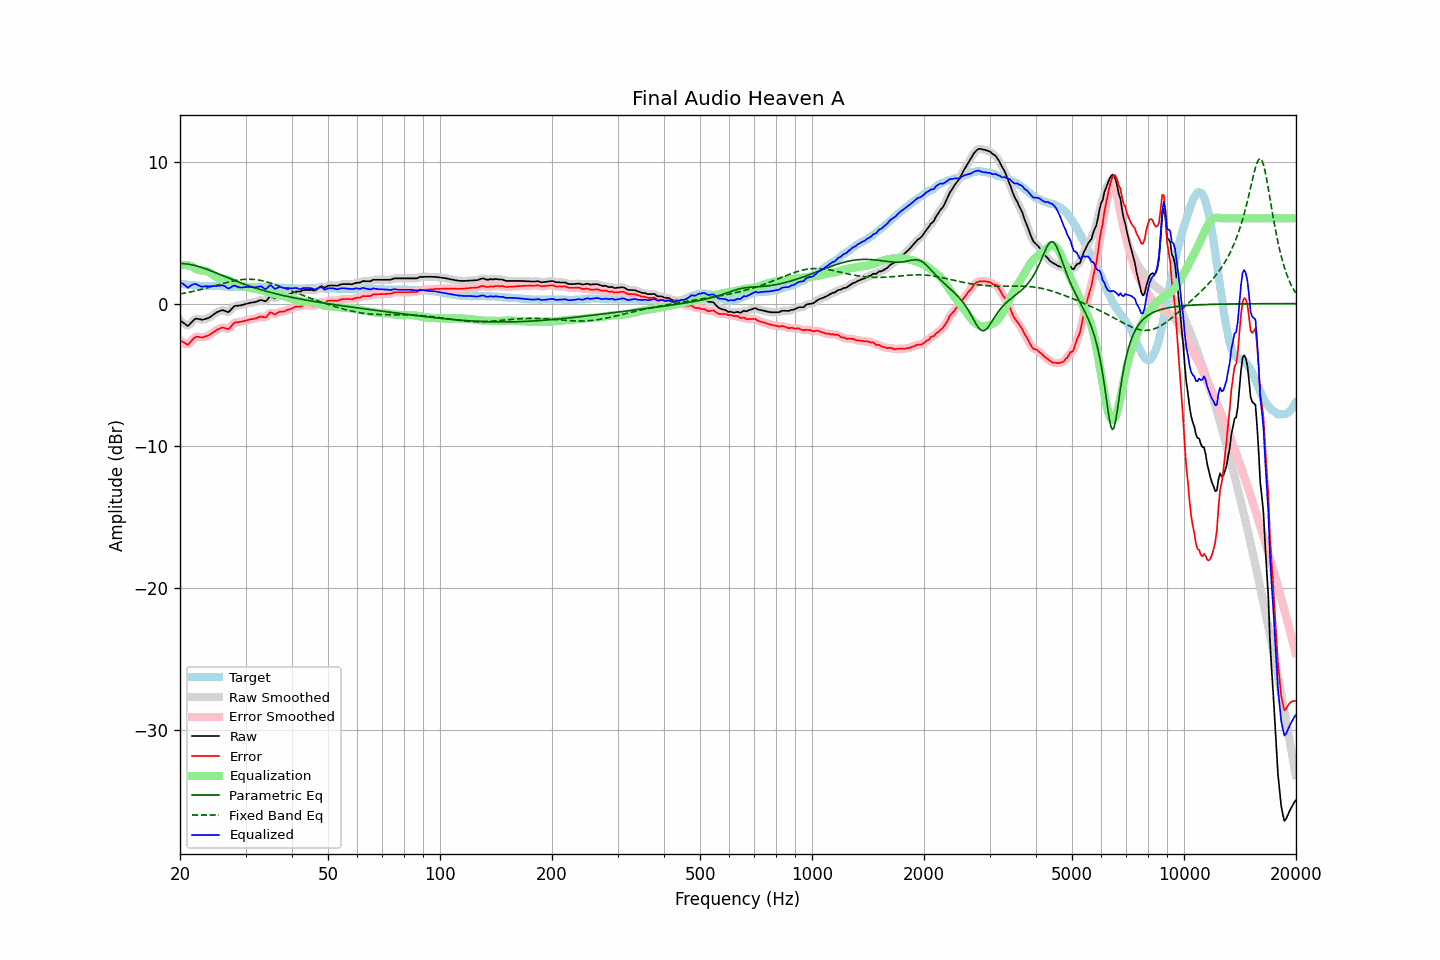 Final Audio Heaven A
Amplitude (dBr)
10
0
−10
−20
−30
Target
Raw Smoothed
Error Smoothed
Raw
Error
Equalization
Parametric Eq
Fixed Band Eq
Equalized
20 50 100 200 500 1000 2000 5000 10000 20000
Frequency (Hz)